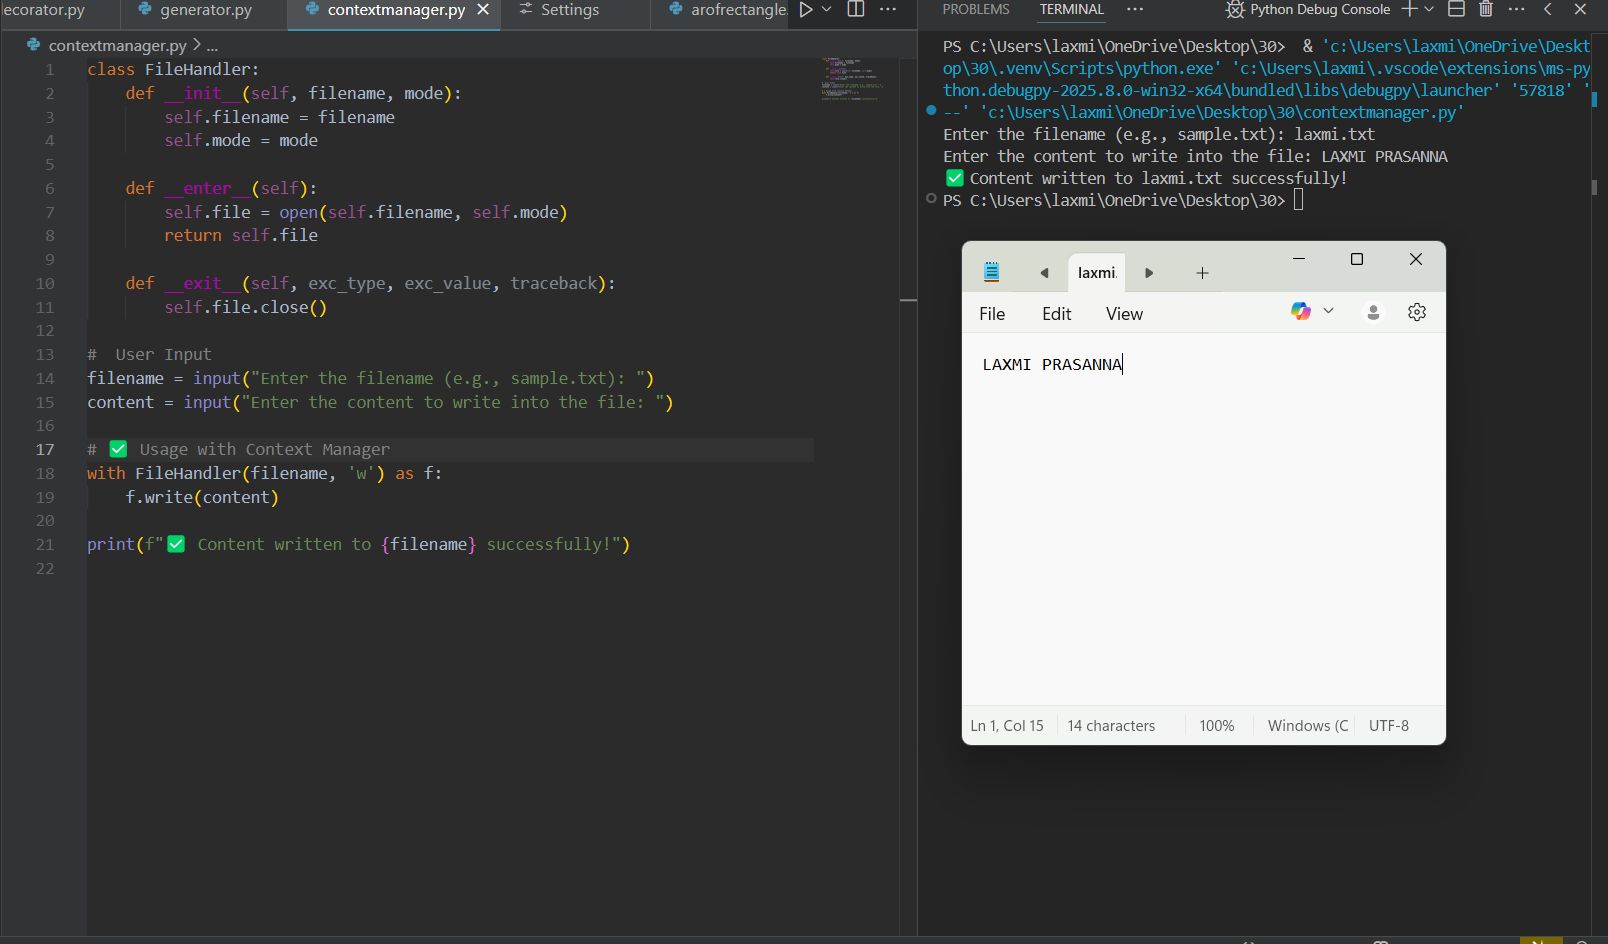 ecorator.py generator.py contextmanager.py Settings arofrectangle.
contextmanager.py > ...
1 class FileHandler:
2 def __init__(self, filename, mode):
3 self.filename = filename
4 self.mode = mode
5
6 def __enter__(self):
7 self.file = open(self.filename, self.mode)
8 return self.file
9
10 def __exit__(self, exc_type, exc_value, traceback):
11 self.file.close()
12
13 #  User Input
14 filename = input("Enter the filename (e.g., sample.txt): ")
15 content = input("Enter the content to write into the file: ")
16
17 # ✅ Usage with Context Manager
18 with FileHandler(filename, 'w') as f:
19 f.write(content)
20
21 print(f"✅ Content written to {filename} successfully!")
22
PROBLEMS TERMINAL ... Python Debug Console
PS C:\Users\laxmi\OneDrive\Desktop\30>  & 'c:\Users\laxmi\OneDrive\Deskt
op\30\.venv\Scripts\python.exe' 'c:\Users\laxmi\.vscode\extensions\ms-py
thon.debugpy-2025.8.0-win32-x64\bundled\libs\debugpy\launcher' '57818' '
--' 'c:\Users\laxmi\OneDrive\Desktop\30\contextmanager.py'
Enter the filename (e.g., sample.txt): laxmi.txt
Enter the content to write into the file: LAXMI PRASANNA
✅ Content written to laxmi.txt successfully!
PS C:\Users\laxmi\OneDrive\Desktop\30>
laxmi.
File Edit View
LAXMI PRASANNA
Ln 1, Col 15 14 characters 100% Windows (C UTF-8